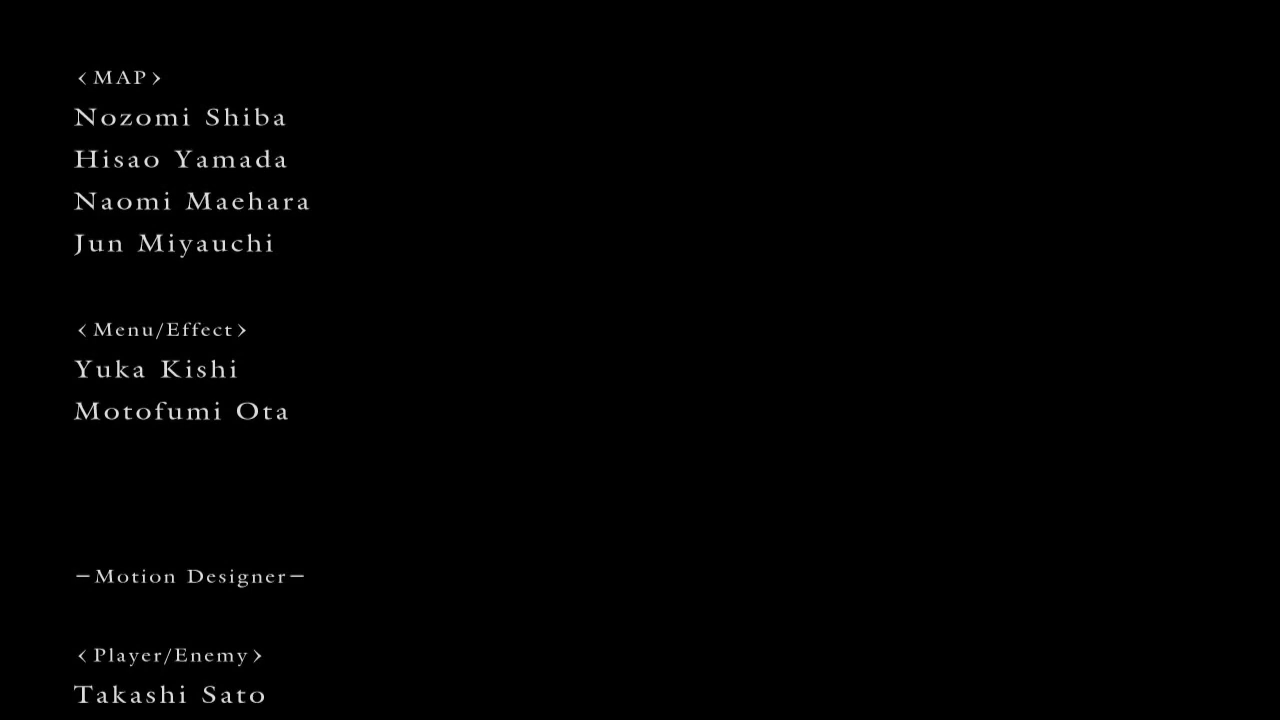 〈MAP〉
Nozomi Shiba
Hisao Yamada
Naomi Maehara
Jun Miyauchi
〈Menu/Effect〉
Yuka Kishi
Motofumi Ota
－Motion Designer－
〈Player/Enemy〉
Takashi Sato